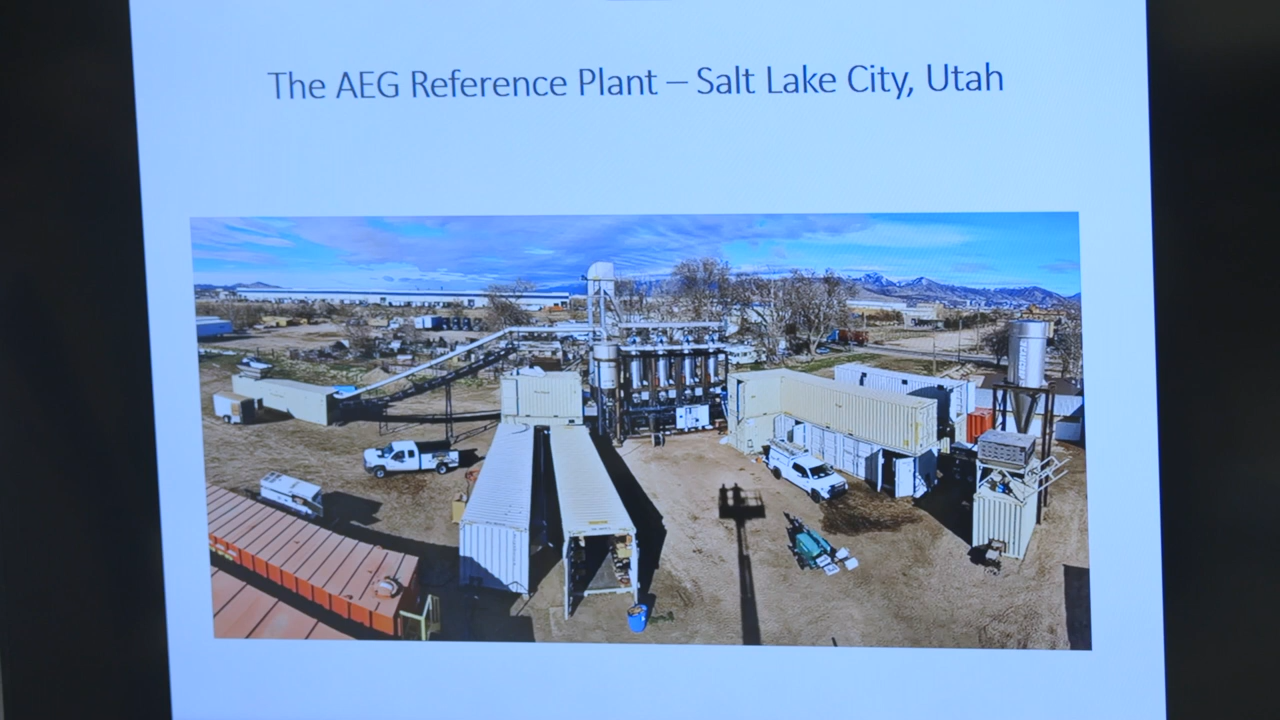 The AEG Reference Plant – Salt Lake City, Utah